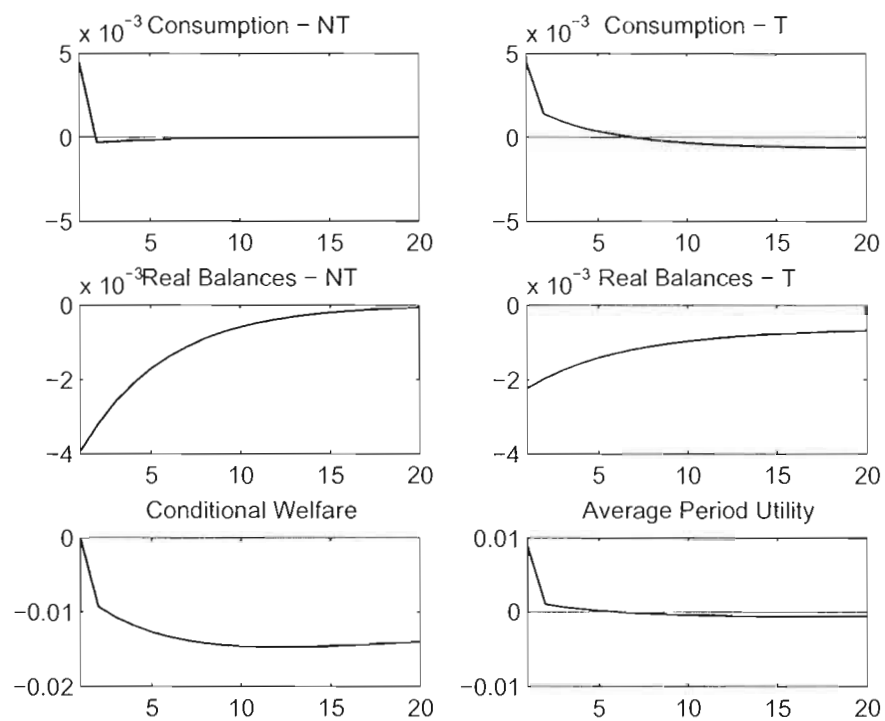 x 10⁻³ Consumption – NT
5
0
−5
5 10 15 20
x 10⁻³ Consumption – T
5
0
−5
5 10 15 20
x 10⁻³ Real Balances – NT
0
−2
−4
5 10 15 20
x 10⁻³ Real Balances – T
0
−2
−4
5 10 15 20
Conditional Welfare
0
−0.01
−0.02
5 10 15 20
Average Period Utility
0.01
0
−0.01
5 10 15 20